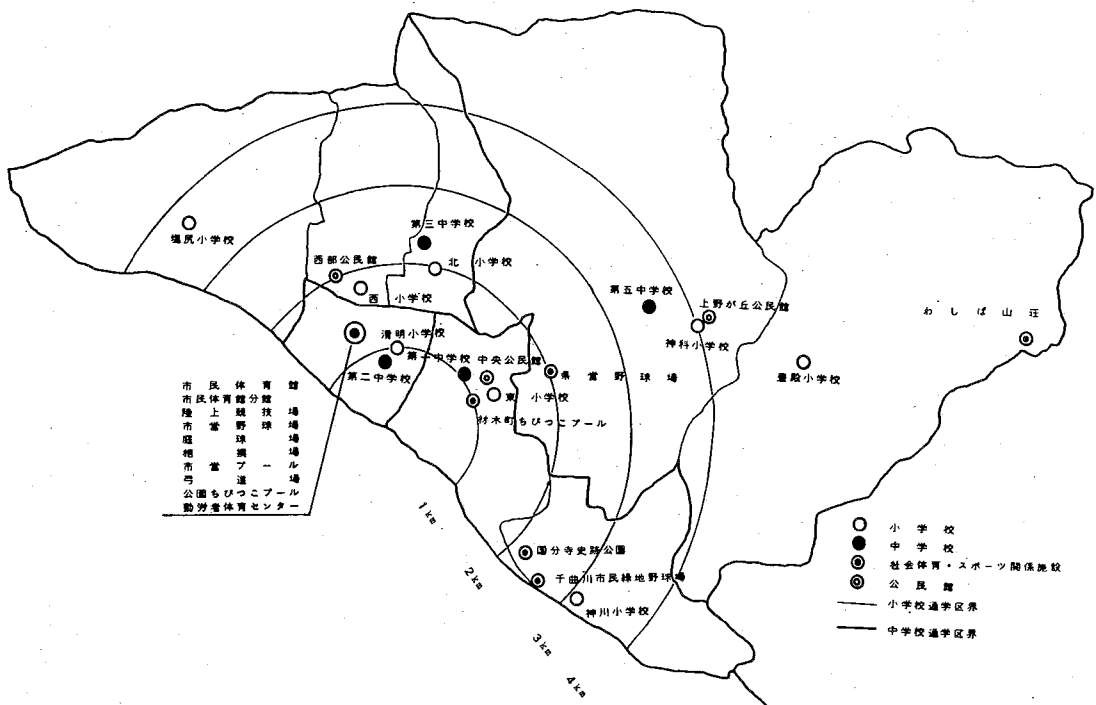 第三中学校
塩尻小学校
西部公民館
北小学校
西小学校
第五中学校
上野が丘公民館
わしば山荘
清明小学校
神科小学校
第一中学校
中央公民館
第二中学校
県営野球場
豊殿小学校
東小学校
材木町ちびつこプール
市民体育館
市民体育館分館
陸上競技場
市営野球場
庭球場
相撲場
市営プール
弓道場
公園ちびつこプール
勤労者体育センター
1km
2km
3km
4km
国分寺史跡公園
千曲川市民緑地野球場
神川小学校
小学校
中学校
社会体育・スポーツ関係施設
公民館
小学校通学区界
中学校通学区界